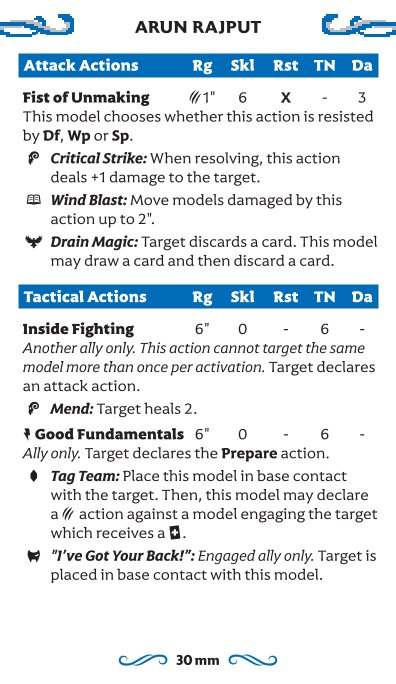 ARUN RAJPUT
Attack Actions Rg Skl Rst TN Da
Fist of Unmaking 1" 6 X - 3
This model chooses whether this action is resisted
by Df, Wp or Sp.
Critical Strike: When resolving, this action
deals +1 damage to the target.
Wind Blast: Move models damaged by this
action up to 2".
Drain Magic: Target discards a card. This model
may draw a card and then discard a card.
Tactical Actions Rg Skl Rst TN Da
Inside Fighting 6" 0 - 6 -
Another ally only. This action cannot target the same
model more than once per activation. Target declares
an attack action.
Mend: Target heals 2.
Good Fundamentals 6" 0 - 6 -
Ally only. Target declares the Prepare action.
Tag Team: Place this model in base contact
with the target. Then, this model may declare
a action against a model engaging the target
which receives a .
"I've Got Your Back!": Engaged ally only. Target is
placed in base contact with this model.
30 mm